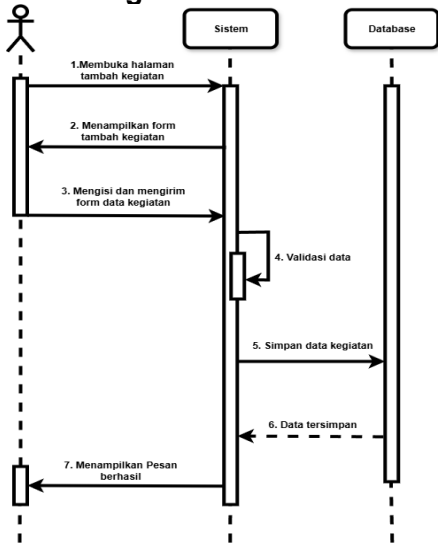 Sistem
Database
1.Membuka halaman
tambah kegiatan
2. Menampilkan form
tambah kegiatan
3. Mengisi dan mengirim
form data kegiatan
4. Validasi data
5. Simpan data kegiatan
6. Data tersimpan
7. Menampilkan Pesan
berhasil